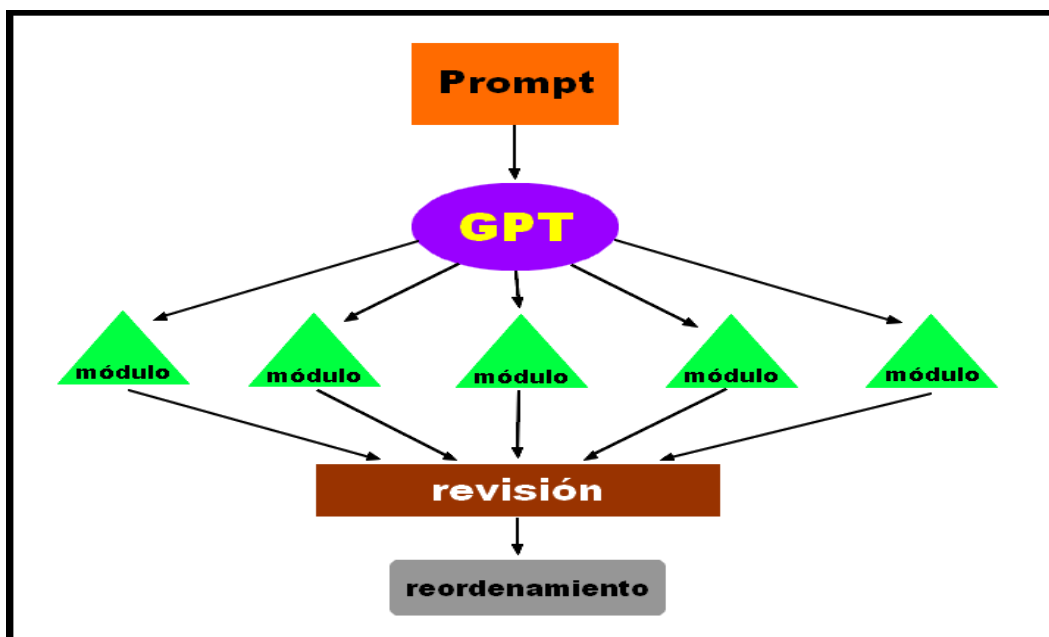 Prompt
GPT
módulo
módulo
módulo
módulo
módulo
revisión
reordenamiento